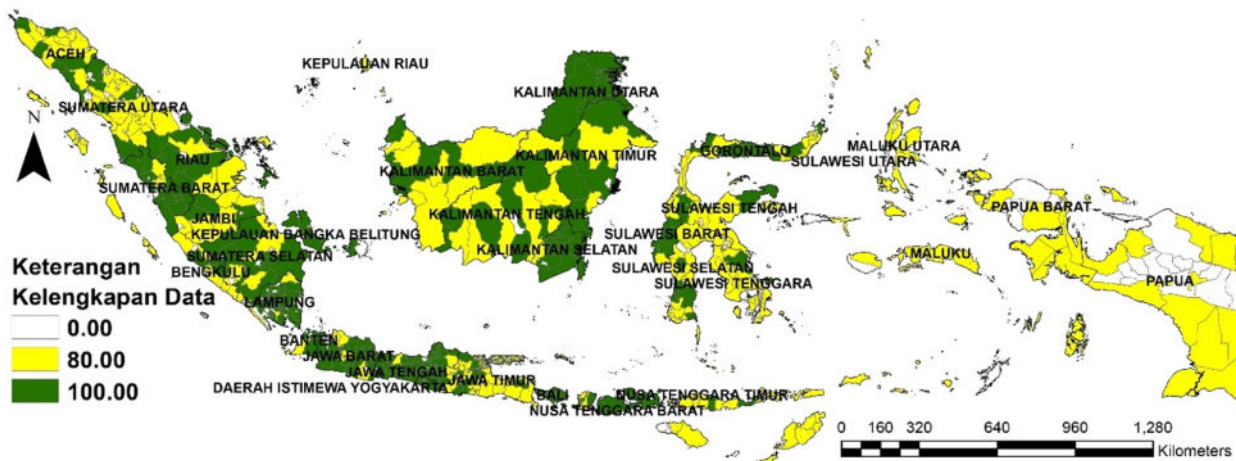 KEPULAUAN RIAU
ACEH
KALIMANTAN UTARA
SUMATERA UTARA
N
MALUKU UTARA
GORONTALO
KALIMANTAN TIMUR
SULAWESI UTARA
RIAU
KALIMANTAN BARAT
SUMATERA BARAT
PAPUA BARAT
SULAWESI TENGAH
JAMBI
KALIMANTAN TENGAH
KEPULAUAN BANGKA BELITUNG
SULAWESI BARAT
KALIMANTAN SELATAN
SUMATERA SELATAN
MALUKU
BENGKULU
SULAWESI SELATAN
PAPUA
SULAWESI TENGGARA
LAMPUNG
BANTEN
JAWA BARAT
JAWA TENGAH
JAWA TIMUR
DAERAH ISTIMEWA YOGYAKARTA
BALI
NUSA TENGGARA TIMUR
NUSA TENGGARA BARAT
Keterangan
Kelengkapan Data
0.00
80.00
100.00
0 160 320 640 960 1,280
Kilometers